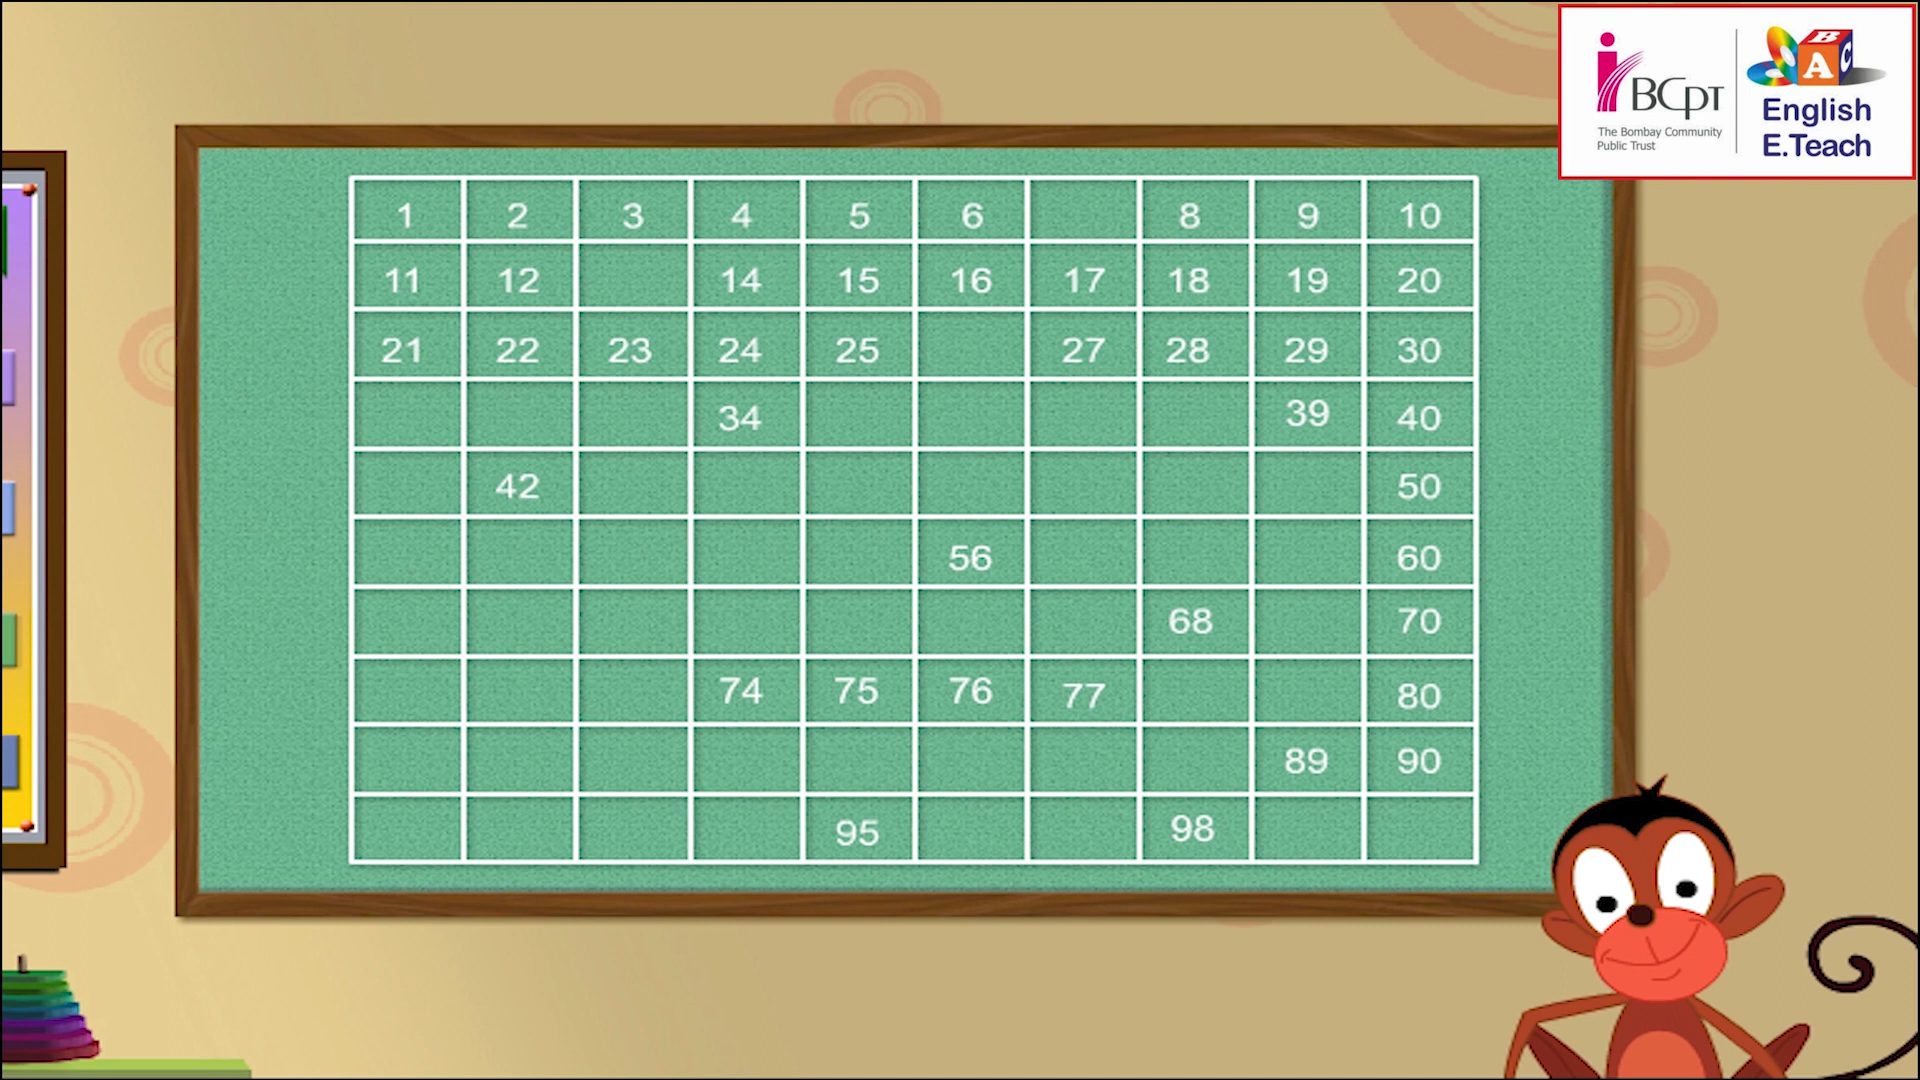 BCPT
The Bombay Community
Public Trust
B
A C
English
E.Teach
1 2 3 4 5 6 8 9 10
11 12 14 15 16 17 18 19 20
21 22 23 24 25 27 28 29 30
34 39 40
42 50
56 60
68 70
74 75 76 77 80
89 90
95 98